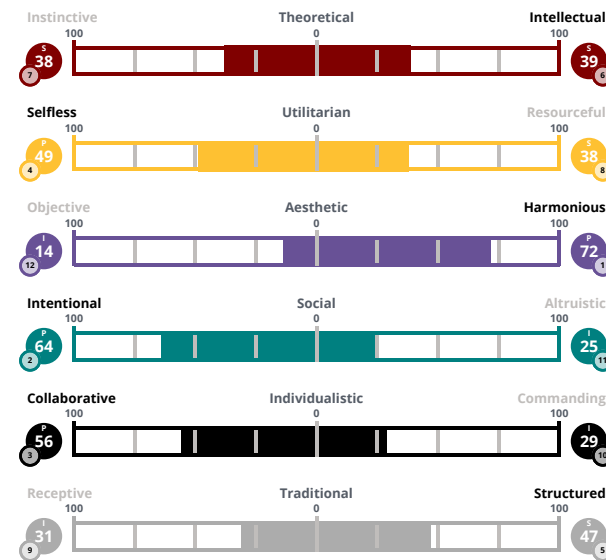 Instinctive Theoretical Intellectual
100 0 100
S 38 7 S 39 6
Selfless Utilitarian Resourceful
100 0 100
P 49 4 S 38 8
Objective Aesthetic Harmonious
100 0 100
I 14 12 P 72 1
Intentional Social Altruistic
100 0 100
P 64 2 I 25 11
Collaborative Individualistic Commanding
100 0 100
P 56 3 I 29 10
Receptive Traditional Structured
100 0 100
I 31 9 S 47 5